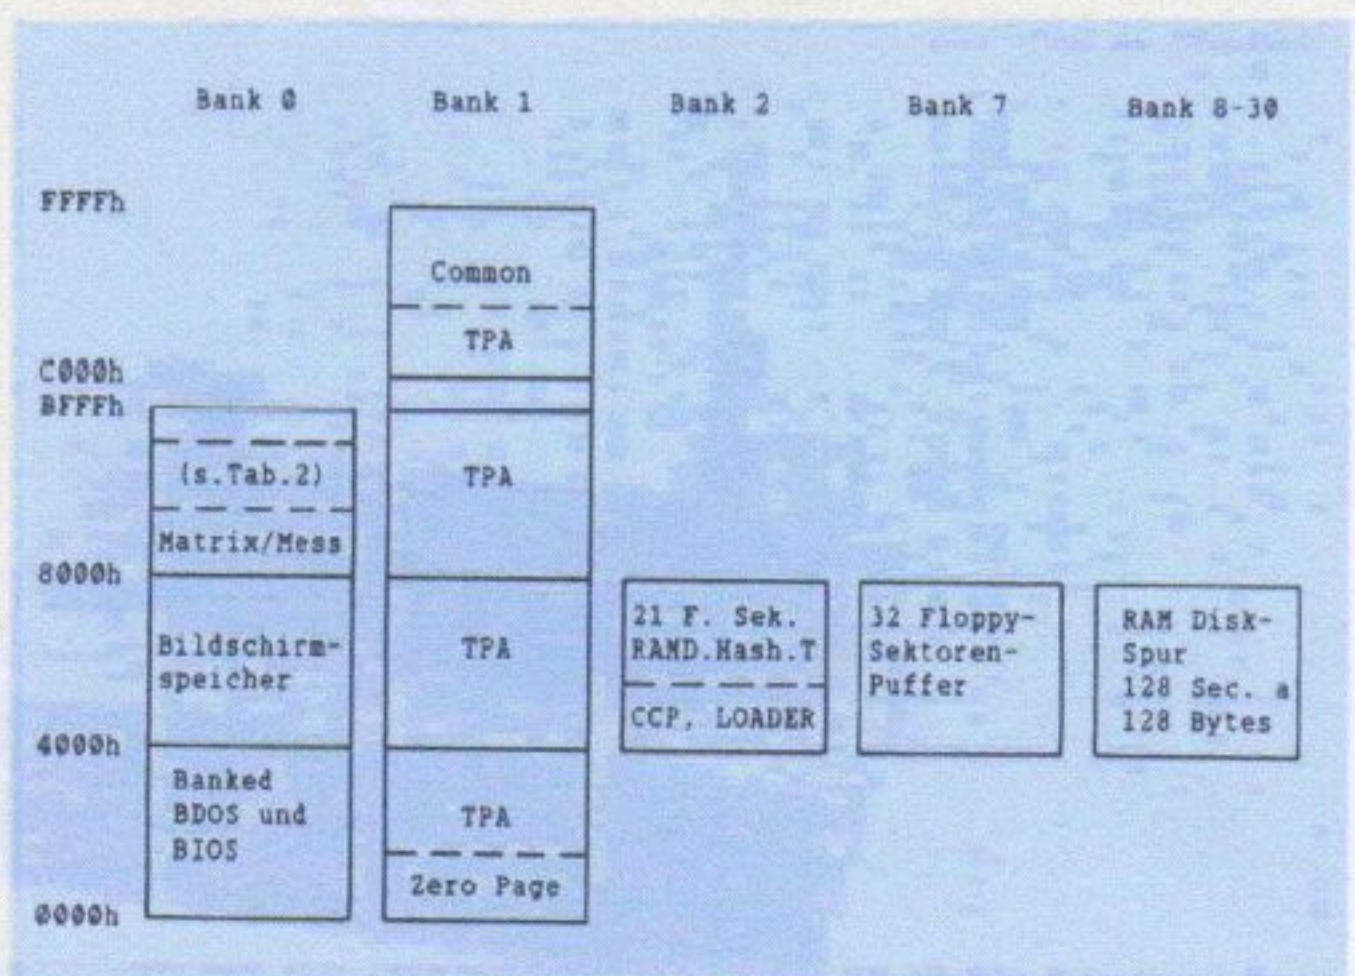 Bank 0 Bank 1 Bank 2 Bank 7 Bank 8-30
FFFFh
Common
TPA
C000h
BFFFh
(s.Tab.2)
TPA
Matrix/Mess
8000h
Bildschirm-
speicher
TPA
21 F. Sek.
RAMD.Hash.T
CCP, LOADER
32 Floppy-
Sektoren-
Puffer
RAM Disk-
Spur
128 Sec. a
128 Bytes
4000h
Banked
BDOS und
BIOS
TPA
Zero Page
0000h